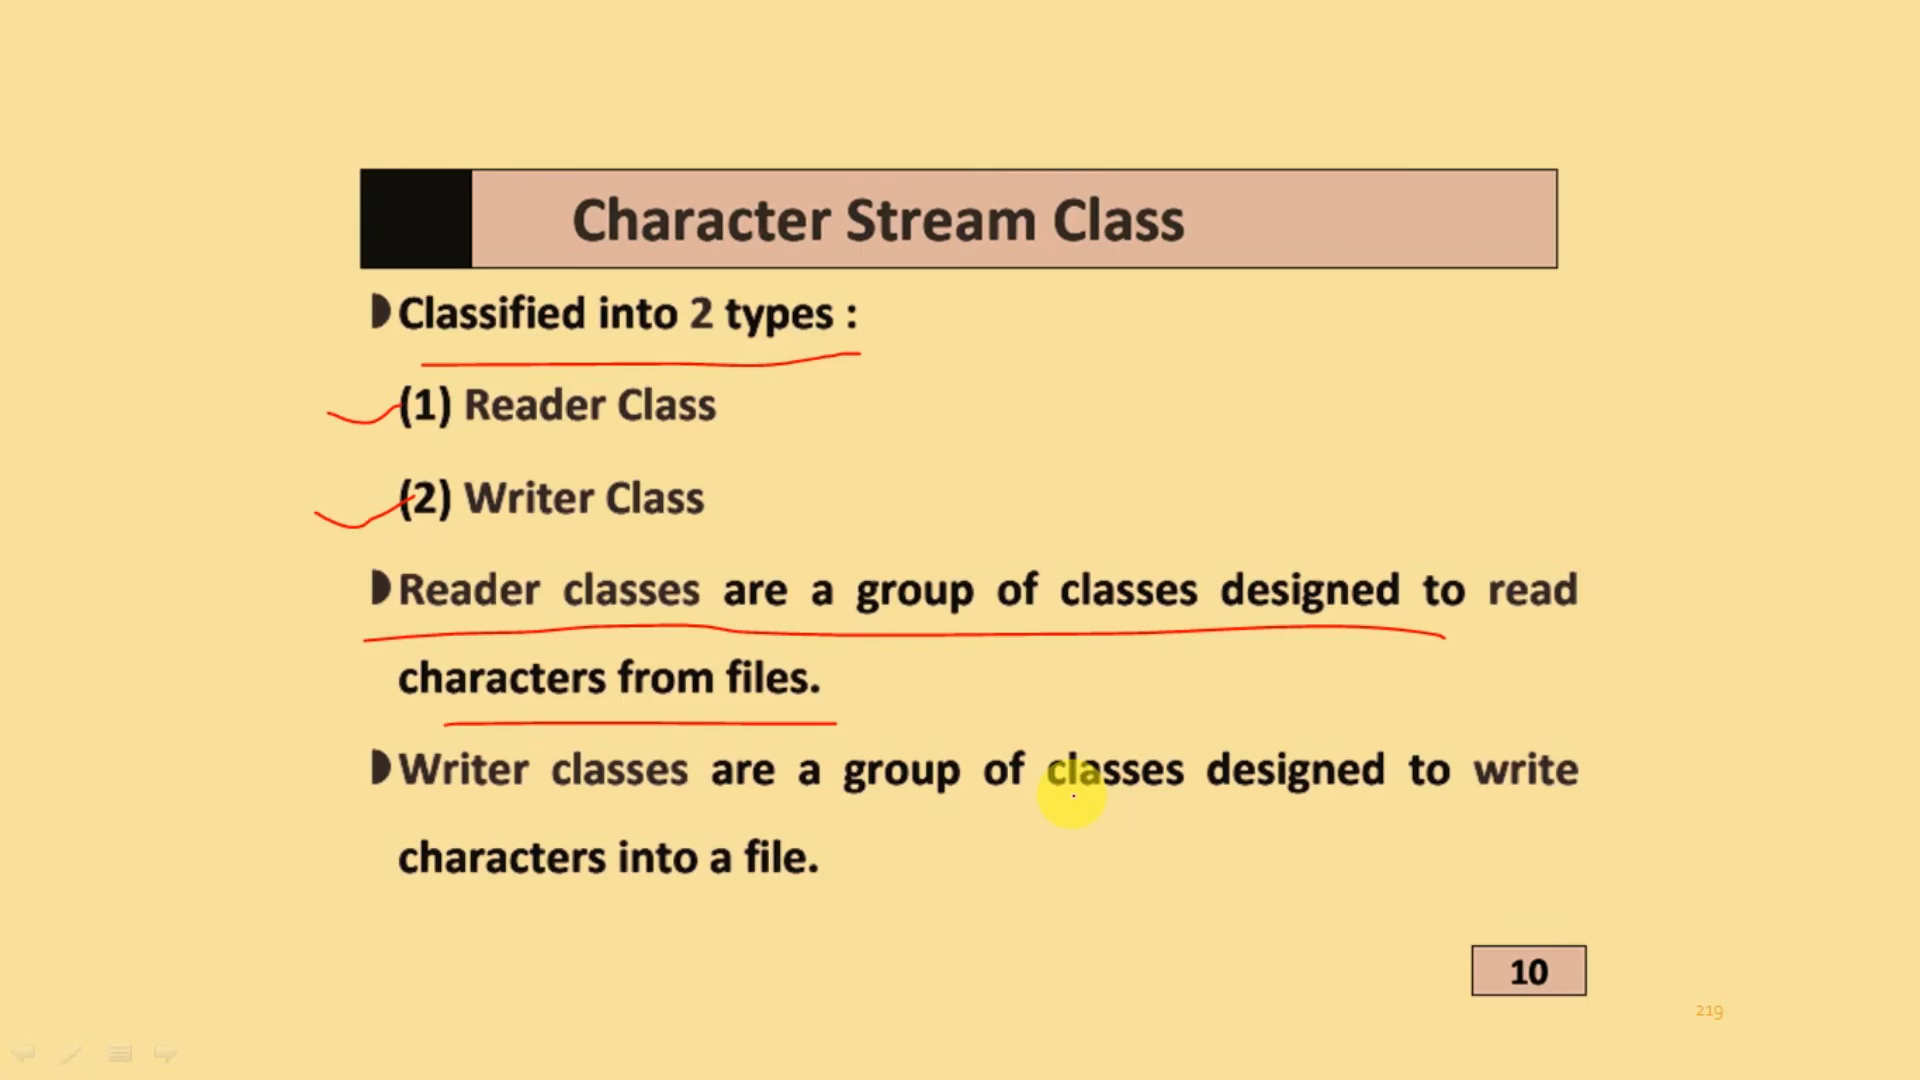 Character Stream Class
Classified into 2 types :
(1) Reader Class
(2) Writer Class
Reader classes are a group of classes designed to read
characters from files.
Writer classes are a group of classes designed to write
characters into a file.
10
219